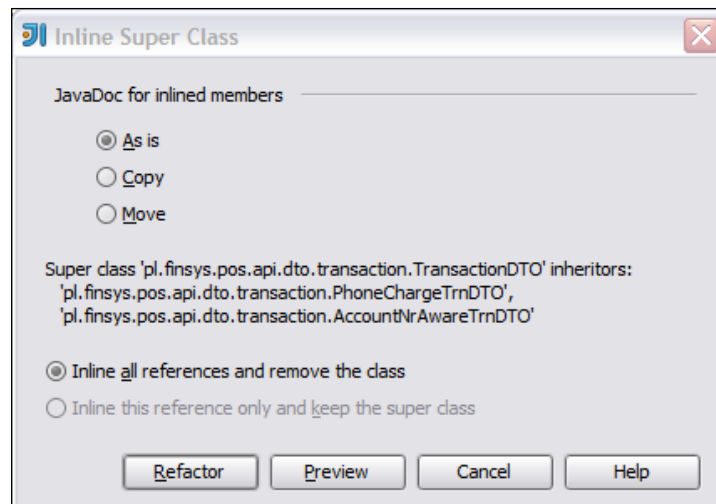 Inline Super Class
JavaDoc for inlined members
As is
Copy
Move
Super class 'pl.finsys.pos.api.dto.transaction.TransactionDTO' inheritors:
'pl.finsys.pos.api.dto.transaction.PhoneChargeTrnDTO',
'pl.finsys.pos.api.dto.transaction.AccountNrAwareTrnDTO'
Inline all references and remove the class
Inline this reference only and keep the super class
Refactor Preview Cancel Help